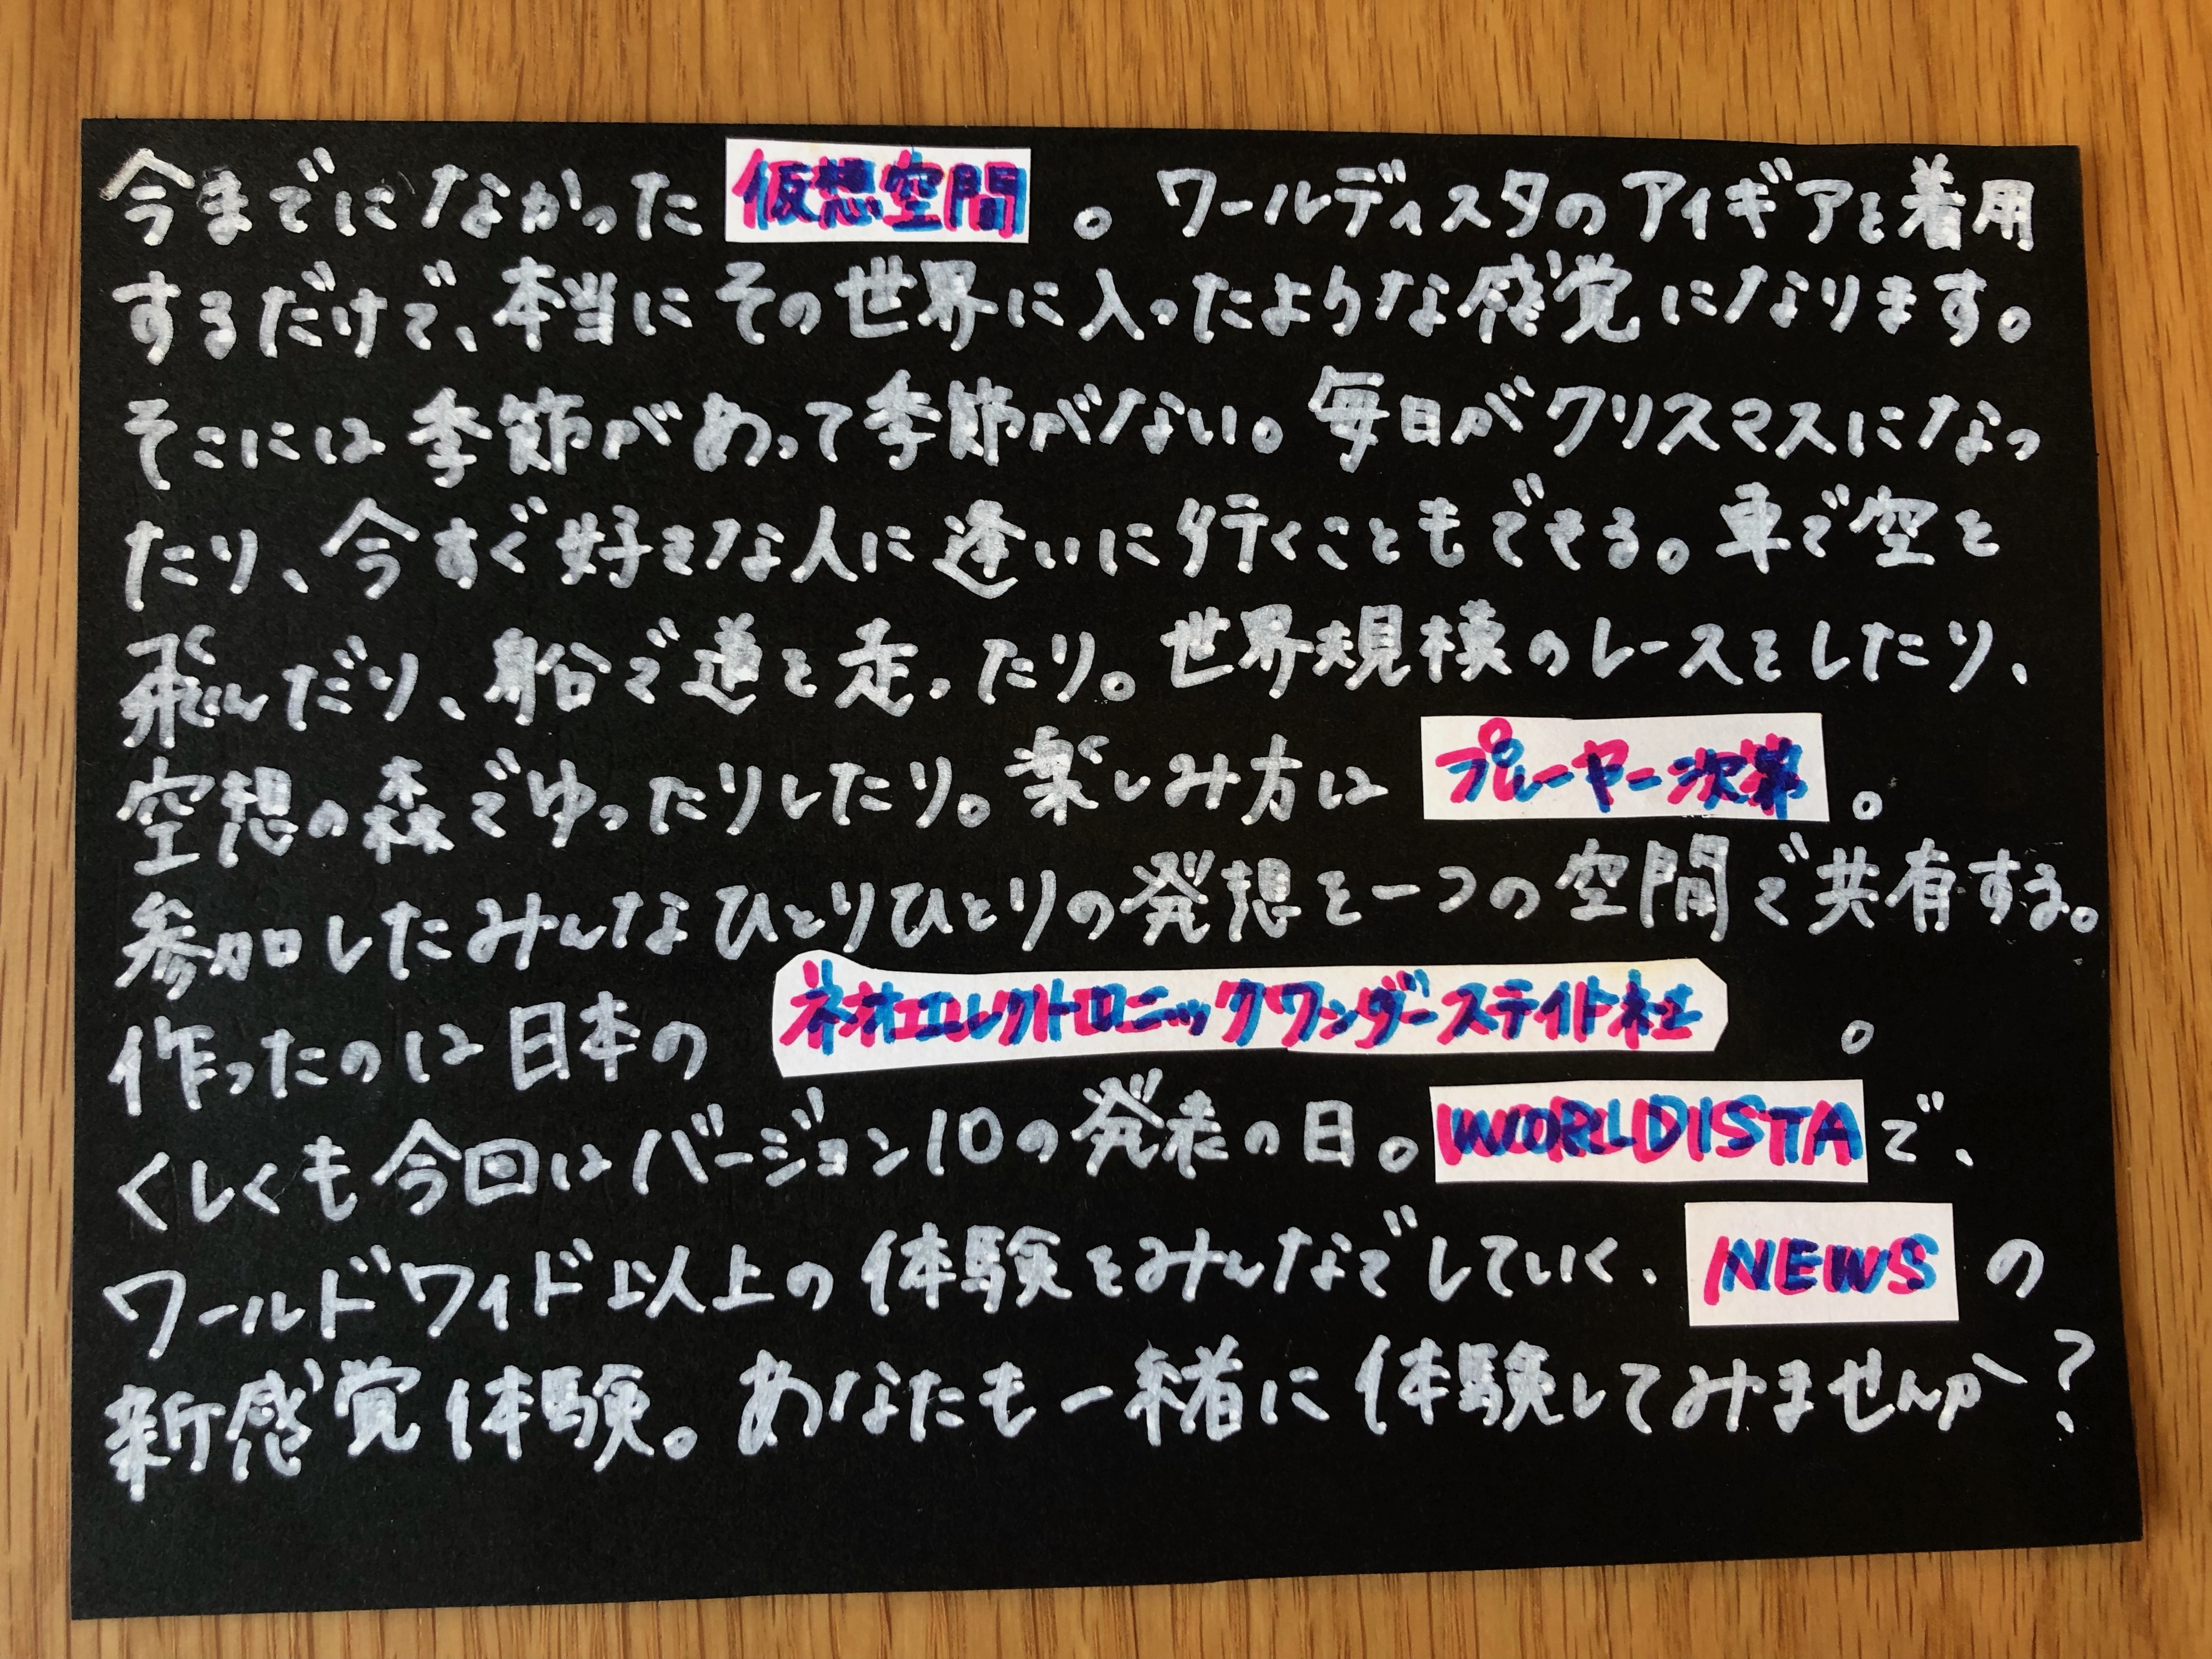 今までになかった仮想空間。ワールディスタのアイギアを着用
するだけで、本当にその世界に入ったような感覚になります。
そこには季節があって季節がない。毎日がクリスマスになっ
たり、今すぐ好きな人に逢いに行くこともできる。車で空を
飛んだり、船で道を走ったり。世界規模のレースをしたり、
空想の森でゆったりしたり。楽しみ方はプレーヤー次第。
参加したみんなひとりひとりの発想を一つの空間で共有する。
作ったのは日本のネオエレクトロニックワンダーステイト社。
くしくも今回はバージョン10の発表の日。WORLDISTAで、
ワールドワイド以上の体験をみんなでしていく、NEWSの
新感覚体験。あなたも一緒に体験してみませんか?